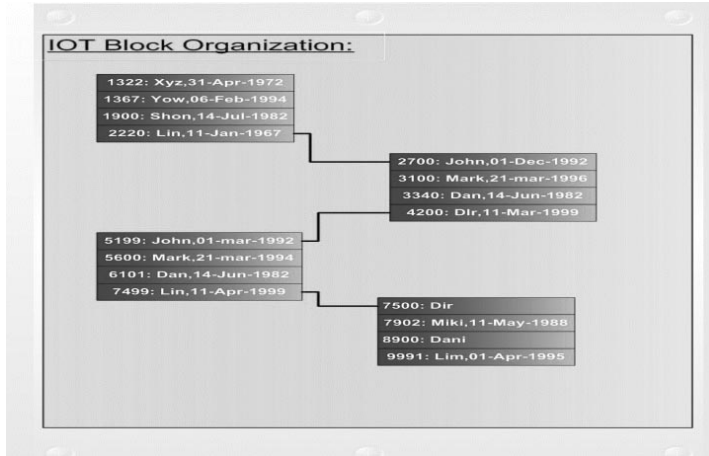 IOT Block Organization:
1322: Xyz,31-Apr-1972
1367: Yow,06-Feb-1994
1900: Shon,14-Jul-1982
2220: Lin,11-Jan-1967
2700: John,01-Dec-1992
3100: Mark,21-mar-1996
3340: Dan,14-Jun-1982
4200: DIr,11-Mar-1999
5199: John,01-mar-1992
5600: Mark,21-mar-1994
6101: Dan,14-Jun-1982
7499: Lin,11-Apr-1999
7500: Dir
7902: Miki,11-May-1988
8900: Dani
9991: Lim,01-Apr-1995